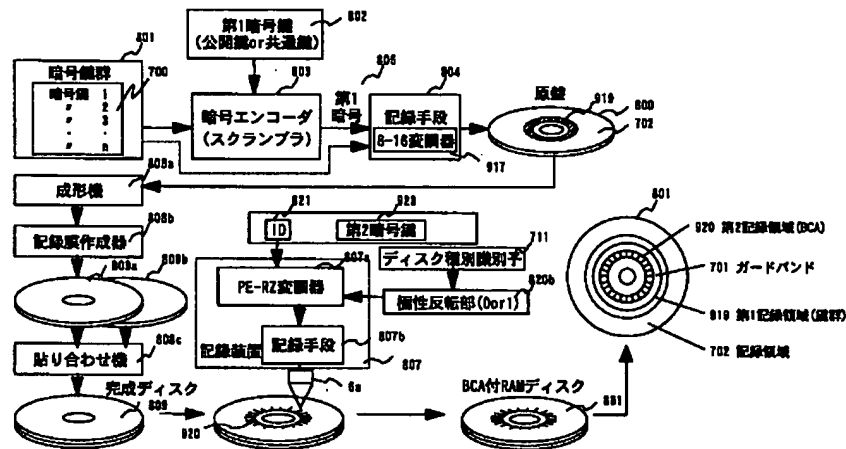 801
暗号鍵群
700
暗号鍵 1
〃 2
〃 3
・ ・
〃 n
802
第1暗号鍵
(公開鍵or共通鍵)
803
暗号エンコーダ
(スクランブラ)
第1
暗号
805
804
記録手段
8-16変調器
917
原盤
919
800
702
808a
成形機
808b
記録膜作成器
809a
809b
貼り合わせ機
808c
完成ディスク
809
921
ID
923
第2暗号鍵
711
ディスク種別識別子
807a
PE-RZ変調器
820b
極性反転部(0or1)
記録装置
記録手段
807b
807
6a
920
BCA付RAMディスク
801
920 第2記録領域(BCA)
701 ガードバンド
919 第1記録領域(鍵群)
702 記録領域